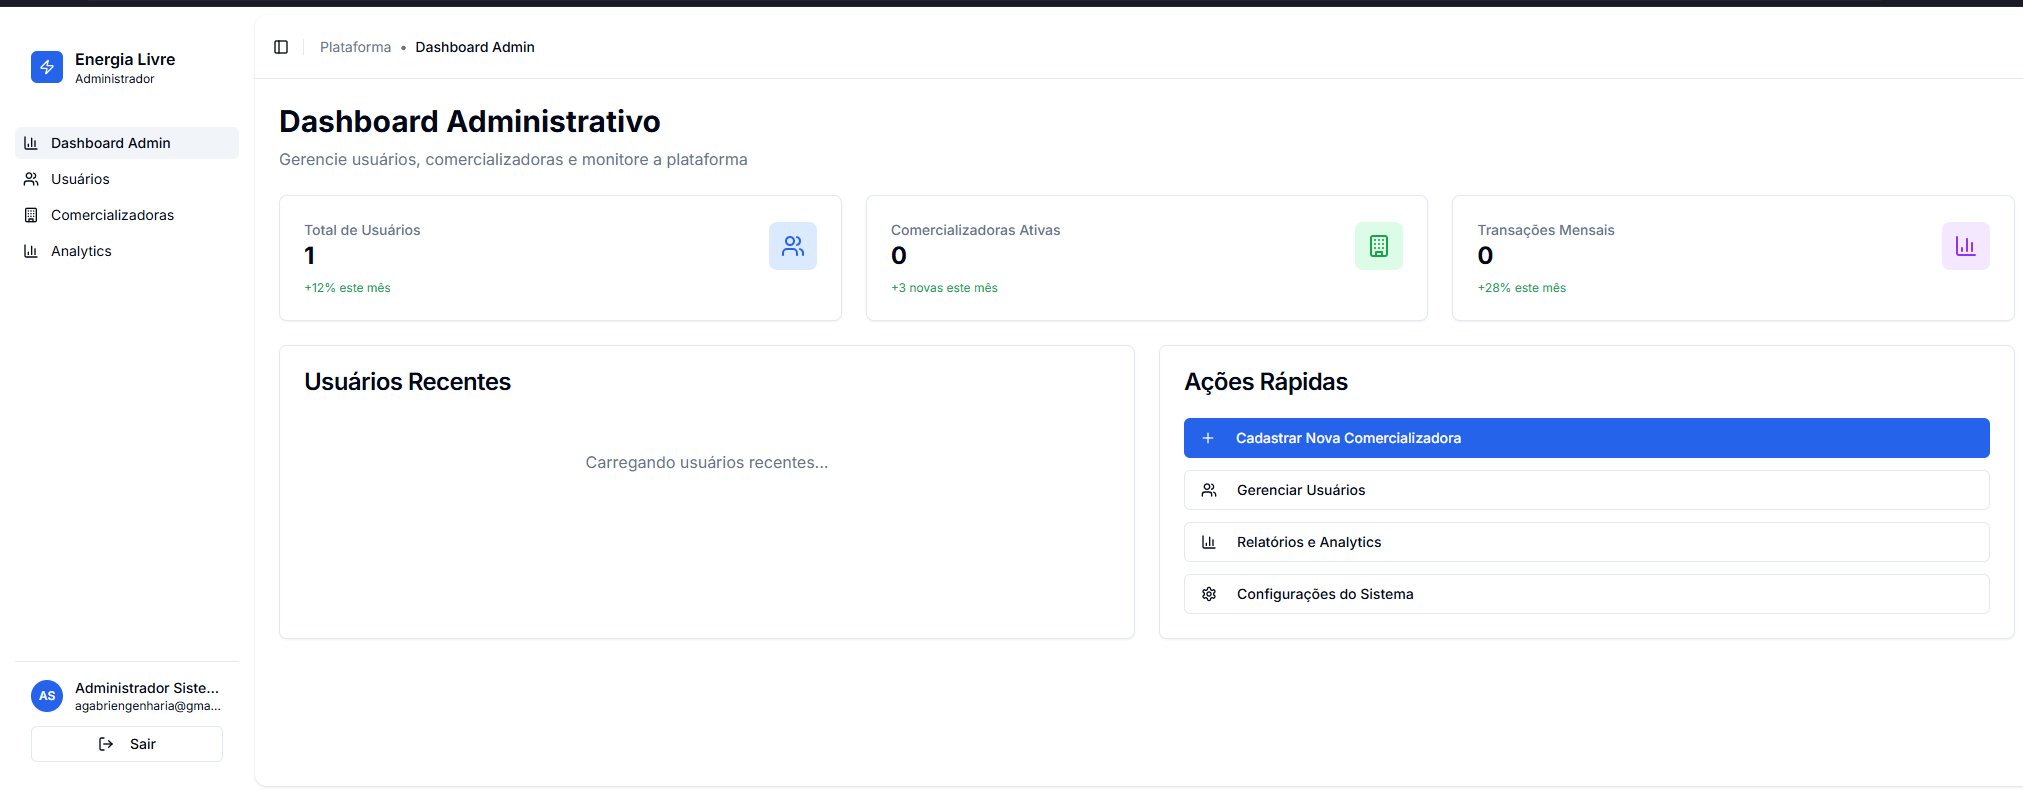 Energia Livre
Administrador
Dashboard Admin
Usuários
Comercializadoras
Analytics
Administrador Siste...
AS
agabriengenharia@gma...
Sair
Plataforma • Dashboard Admin
Dashboard Administrativo
Gerencie usuários, comercializadoras e monitore a plataforma
Total de Usuários
1
+12% este mês
Comercializadoras Ativas
0
+3 novas este mês
Transações Mensais
0
+28% este mês
Usuários Recentes
Carregando usuários recentes...
Ações Rápidas
Cadastrar Nova Comercializadora
Gerenciar Usuários
Relatórios e Analytics
Configurações do Sistema